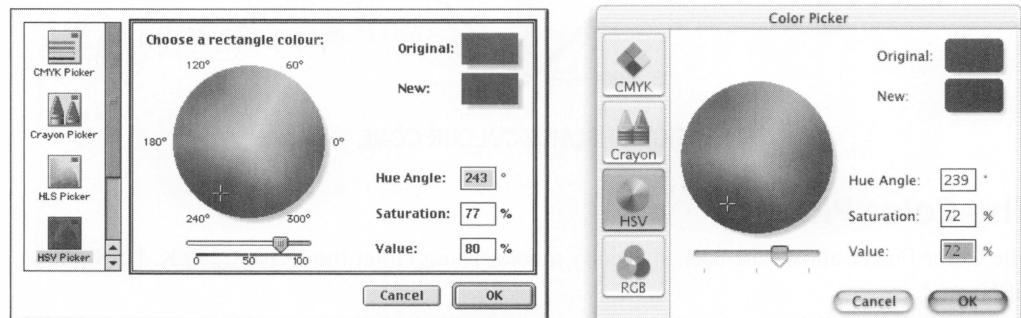 Choose a rectangle colour:
Original:
New:
CMYK Picker
Crayon Picker
HLS Picker
HSV Picker
120°
60°
180°
0°
240°
300°
0 50 100
Hue Angle: 243 °
Saturation: 77 %
Value: 80 %
Cancel
OK
Color Picker
CMYK
Crayon
HSV
RGB
Original:
New:
Hue Angle: 239 °
Saturation: 72 %
Value: 72 %
Cancel
OK